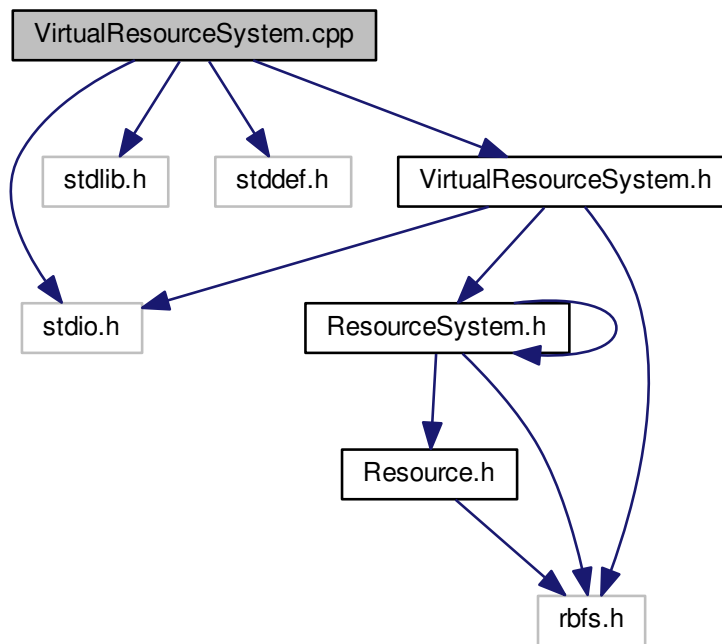 VirtualResourceSystem.cpp
stdlib.h
stddef.h
VirtualResourceSystem.h
stdio.h
ResourceSystem.h
Resource.h
rbfs.h